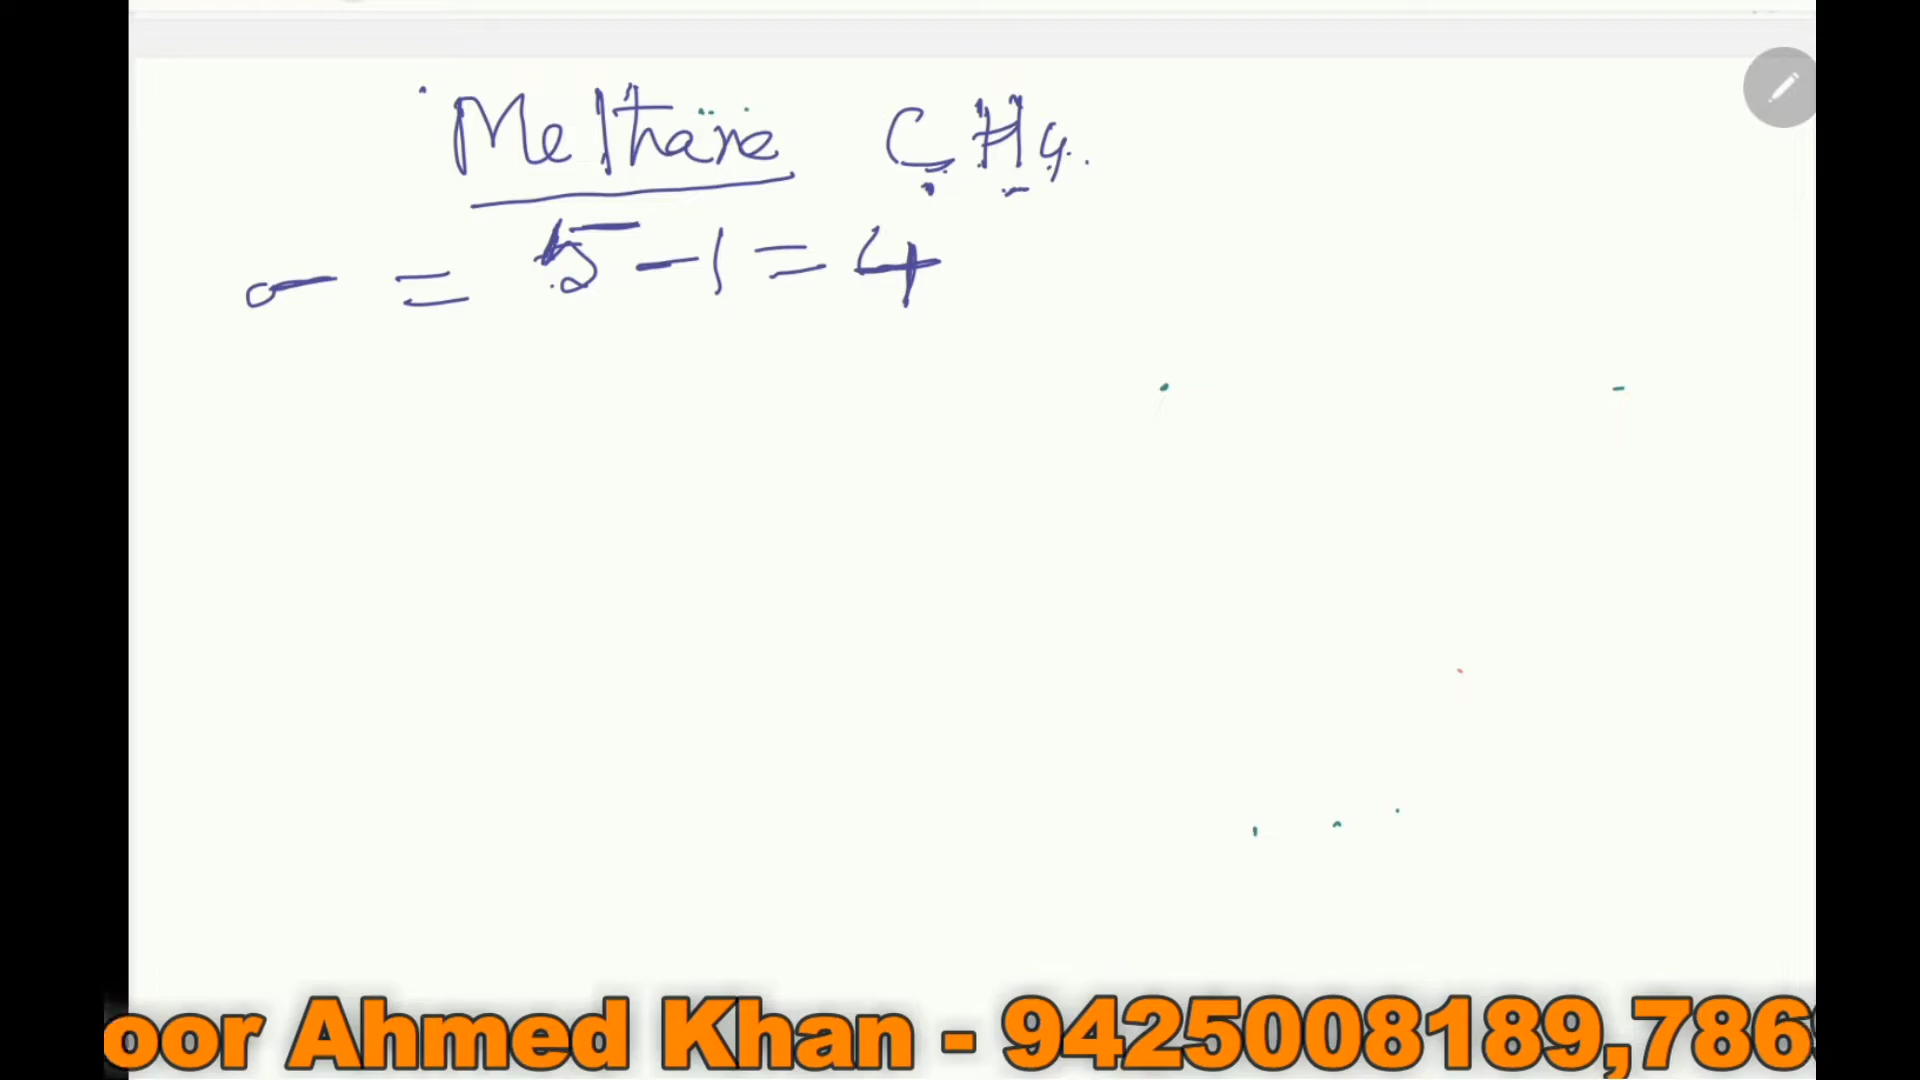 Methane CH4.
σ = 5 - 1 = 4
oor Ahmed Khan - 9425008189,786